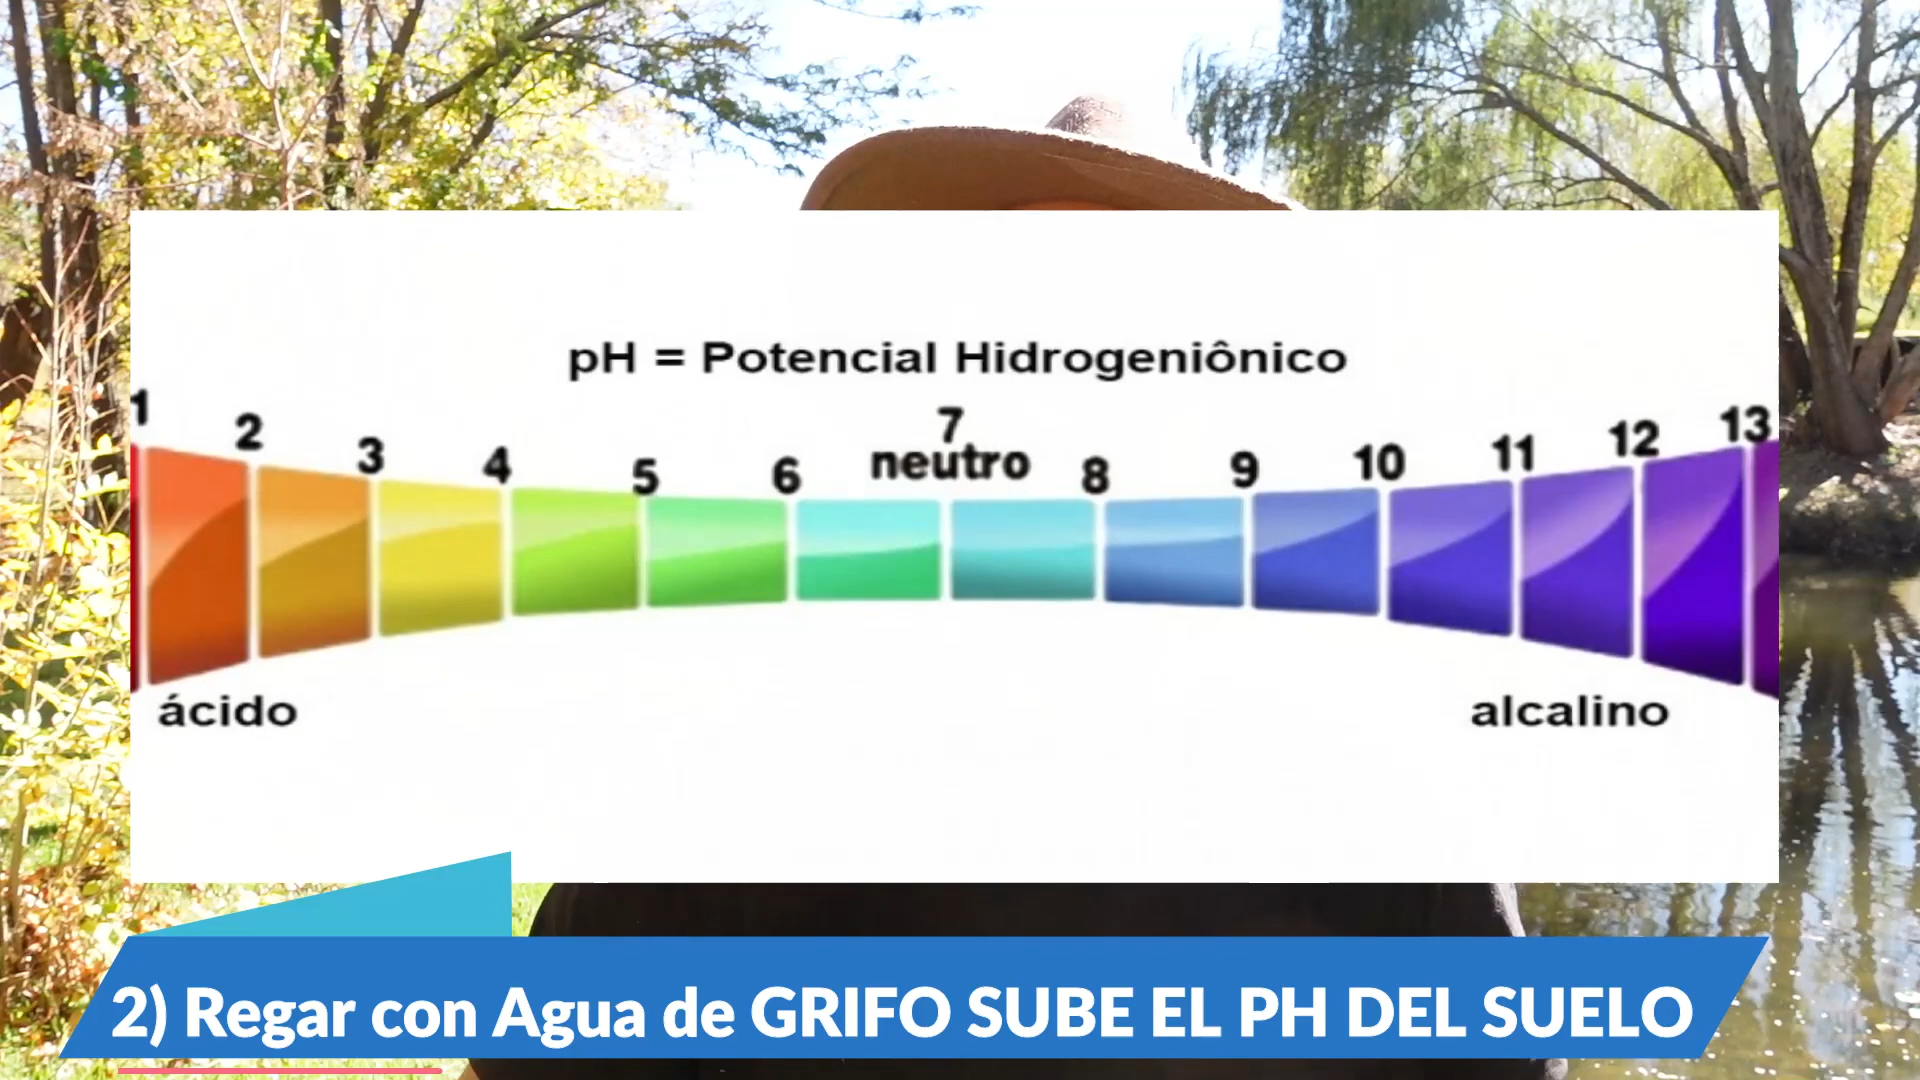 pH = Potencial Hidrogeniônico
1 2 3 4 5 6 7 8 9 10 11 12 13
neutro
ácido alcalino
2) Regar con Agua de GRIFO SUBE EL PH DEL SUELO